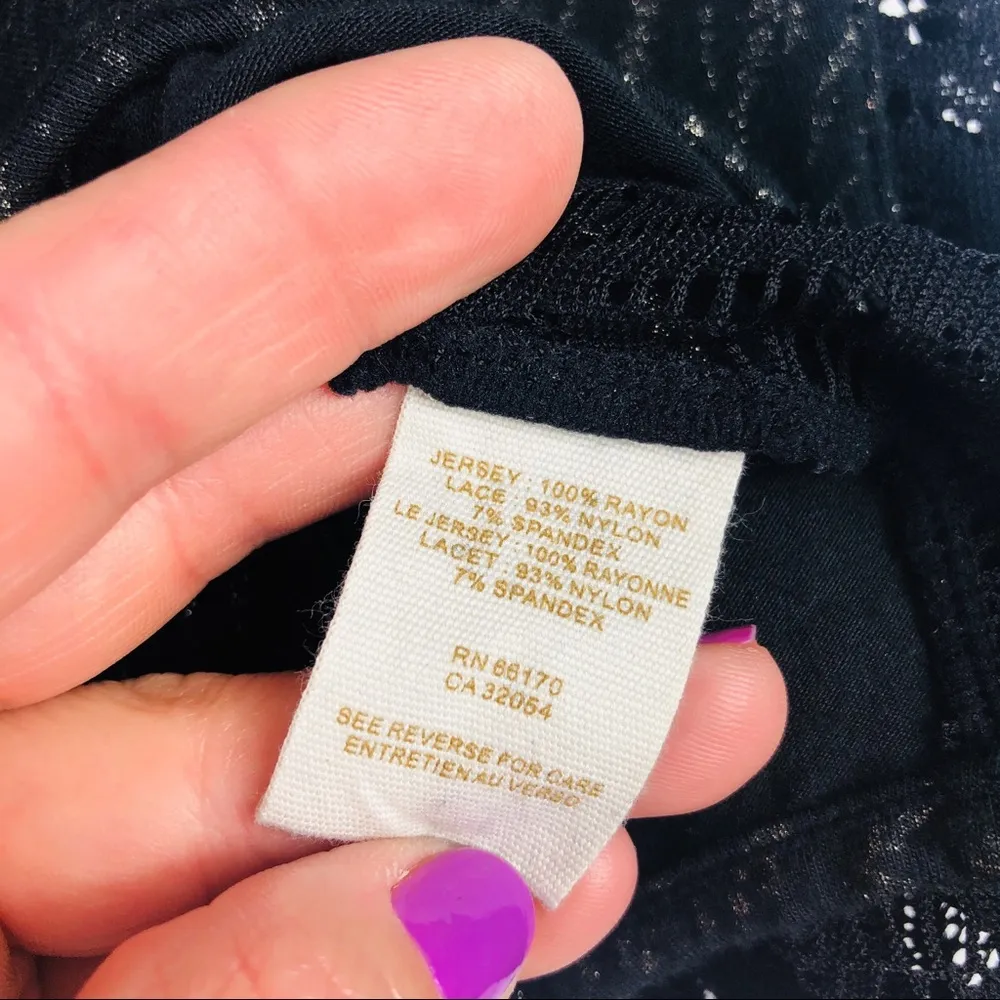 JERSEY : 100% RAYON
LACE : 93% NYLON
7% SPANDEX
LE JERSEY : 100% RAYONNE
LACET : 93% NYLON
7% SPANDEX
RN 66170
CA 32054
SEE REVERSE FOR CARE
ENTRETIEN AU VERSO